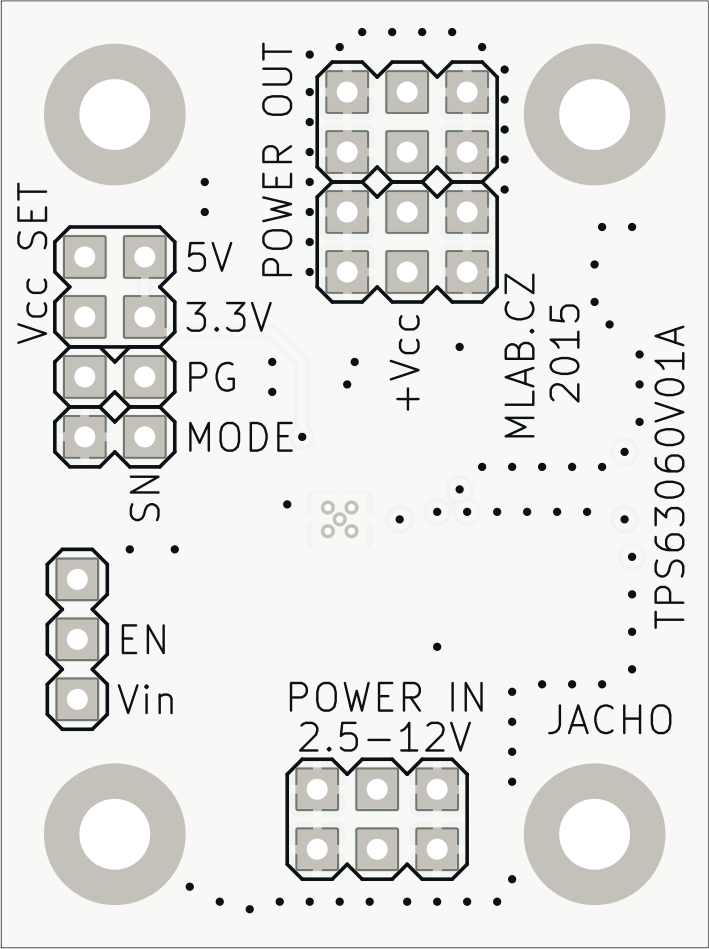 POWER OUT
Vcc SET
5V
3.3V
PG
MODE
SN
+Vcc
MLAB.CZ
2015
TPS63060V01A
EN
Vin
POWER IN
2.5-12V
JACHO